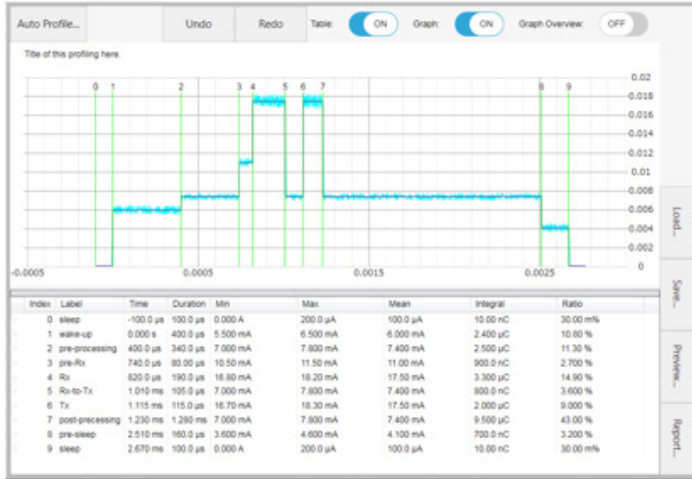 Auto Profile... Undo Redo Table: ON Graph: ON Graph Overview: OFF
Title of this profiling here.
0 1 2 3 4 5 6 7 8 9
0.02
0.018
0.016
0.014
0.012
0.01
0.008
0.006
0.004
0.002
0
-0.0005 0.0005 0.0015 0.0025
Load...
Save...
Preview...
Report...
Index Label Time Duration Min Max Mean Integral Ratio
0 sleep -100.0 µs 100.0 µs 0.000 A 200.0 µA 100.0 µA 10.00 nC 30.00 m%
1 wake-up 0.000 s 400.0 µs 5.500 mA 6.500 mA 6.000 mA 2.400 µC 10.80 %
2 pre-processing 400.0 µs 340.0 µs 7.000 mA 7.800 mA 7.400 mA 2.500 µC 11.30 %
3 pre-Rx 740.0 µs 80.00 µs 10.50 mA 11.50 mA 11.00 mA 900.0 nC 2.700 %
4 Rx 820.0 µs 190.0 µs 16.80 mA 18.20 mA 17.50 mA 3.300 µC 14.90 %
5 Rx-to-Tx 1.010 ms 105.0 µs 7.000 mA 7.800 mA 7.400 mA 800.0 nC 3.600 %
6 Tx 1.115 ms 115.0 µs 16.70 mA 18.30 mA 17.50 mA 2.000 µC 9.000 %
7 post-precessing 1.230 ms 1.280 ms 7.000 mA 7.800 mA 7.400 mA 9.500 µC 43.00 %
8 pre-sleep 2.510 ms 160.0 µs 3.600 mA 4.600 mA 4.100 mA 700.0 nC 3.200 %
9 sleep 2.670 ms 100.0 µs 0.000 A 200.0 µA 100.0 µA 10.00 nC 30.00 m%